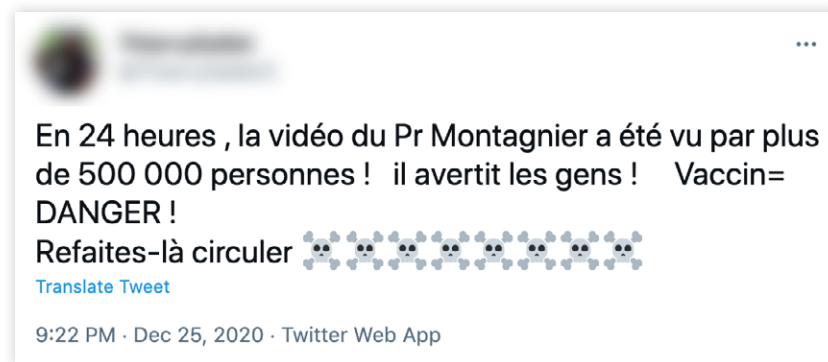 En 24 heures , la vidéo du Pr Montagnier a été vu par plus
de 500 000 personnes ! il avertit les gens ! Vaccin=
DANGER !
Refaites-là circuler ☠️☠️☠️☠️☠️☠️☠️☠️
Translate Tweet
9:22 PM · Dec 25, 2020 · Twitter Web App